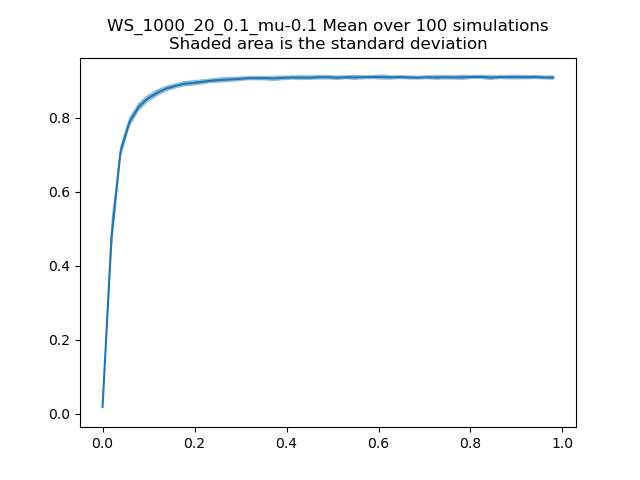 WS_1000_20_0.1_mu-0.1 Mean over 100 simulations
Shaded area is the standard deviation
0.8
0.6
0.4
0.2
0.0
0.0 0.2 0.4 0.6 0.8 1.0